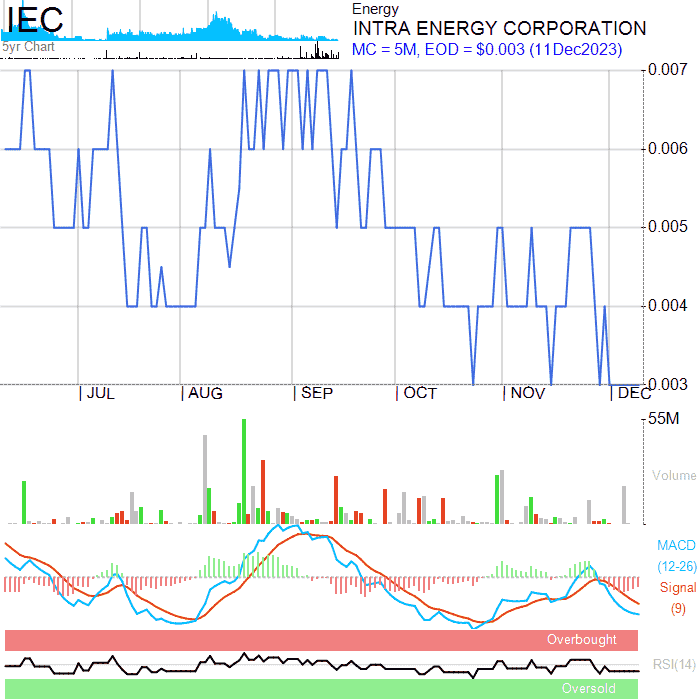 IEC
5yr Chart
Energy
INTRA ENERGY CORPORATION
MC = 5M, EOD = $0.003 (11Dec2023)
0.007
0.006
0.005
0.004
0.003
JUL AUG SEP OCT NOV DEC
55M
Volume
MACD
(12-26)
Signal
(9)
Overbought
RSI(14)
Oversold